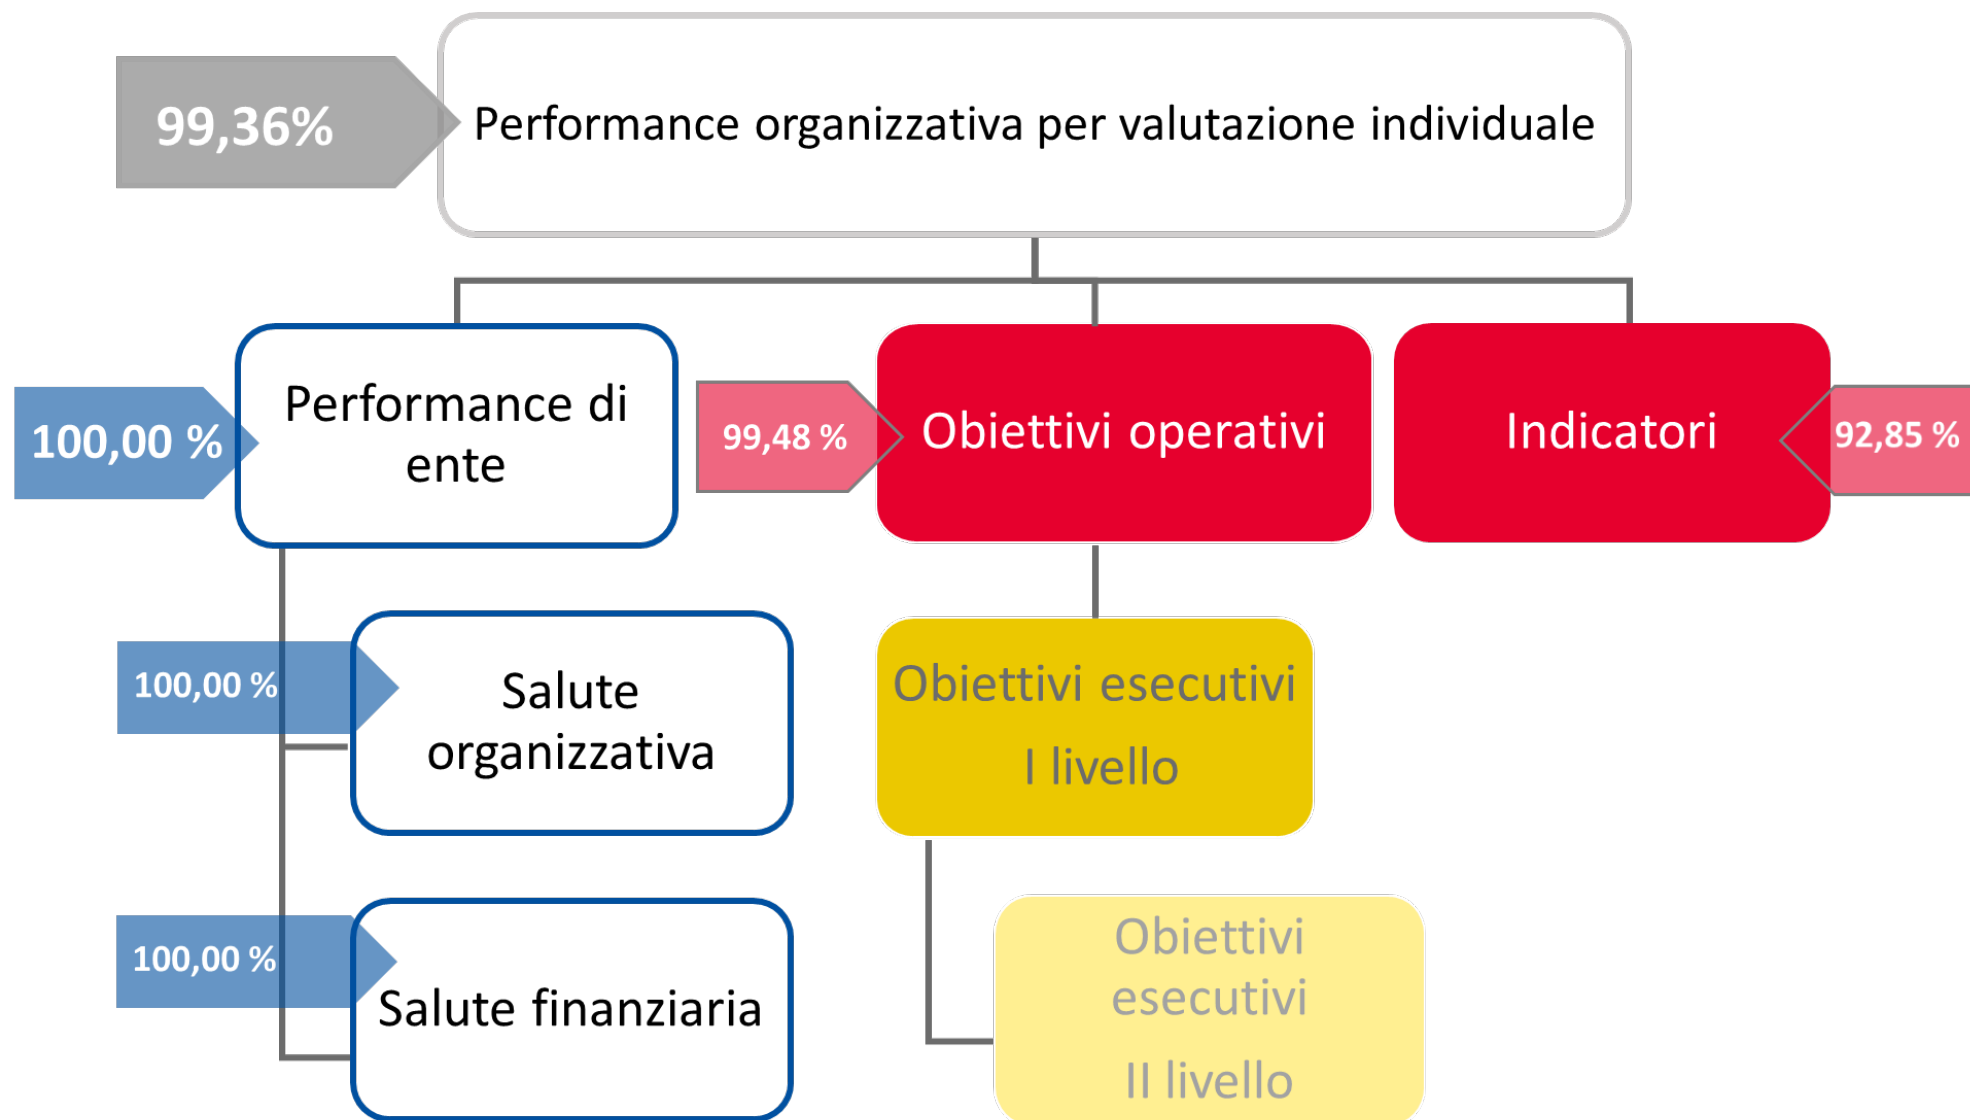 99,36%
Performance organizzativa per valutazione individuale
100,00 %
Performance di
ente
99,48 %
Obiettivi operativi
Indicatori
92,85 %
100,00 %
Salute
organizzativa
Obiettivi esecutivi
I livello
100,00 %
Salute finanziaria
Obiettivi
esecutivi
II livello